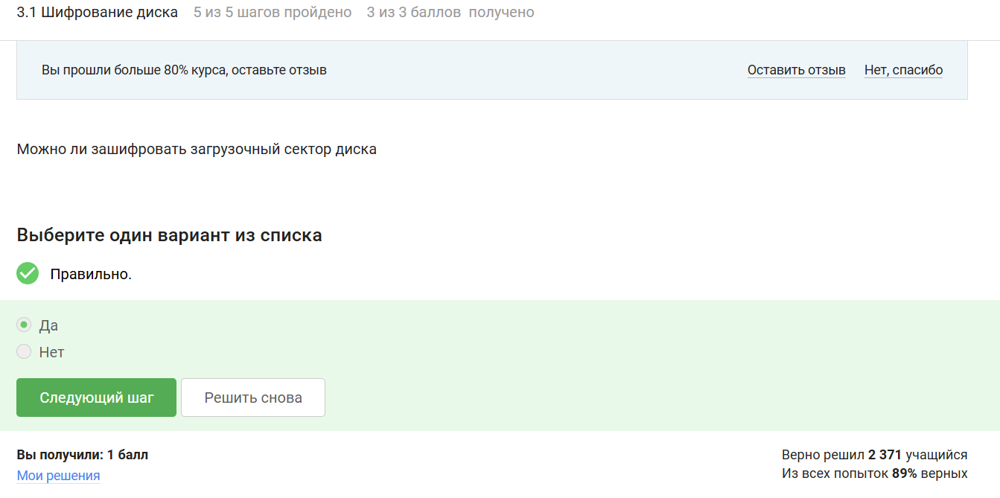 3.1 Шифрование диска 5 из 5 шагов пройдено 3 из 3 баллов получено
Вы прошли больше 80% курса, оставьте отзыв Оставить отзыв Нет, спасибо
Можно ли зашифровать загрузочный сектор диска
Выберите один вариант из списка
Правильно.
Да
Нет
Следующий шаг Решить снова
Вы получили: 1 балл
Мои решения
Верно решил 2 371 учащийся
Из всех попыток 89% верных